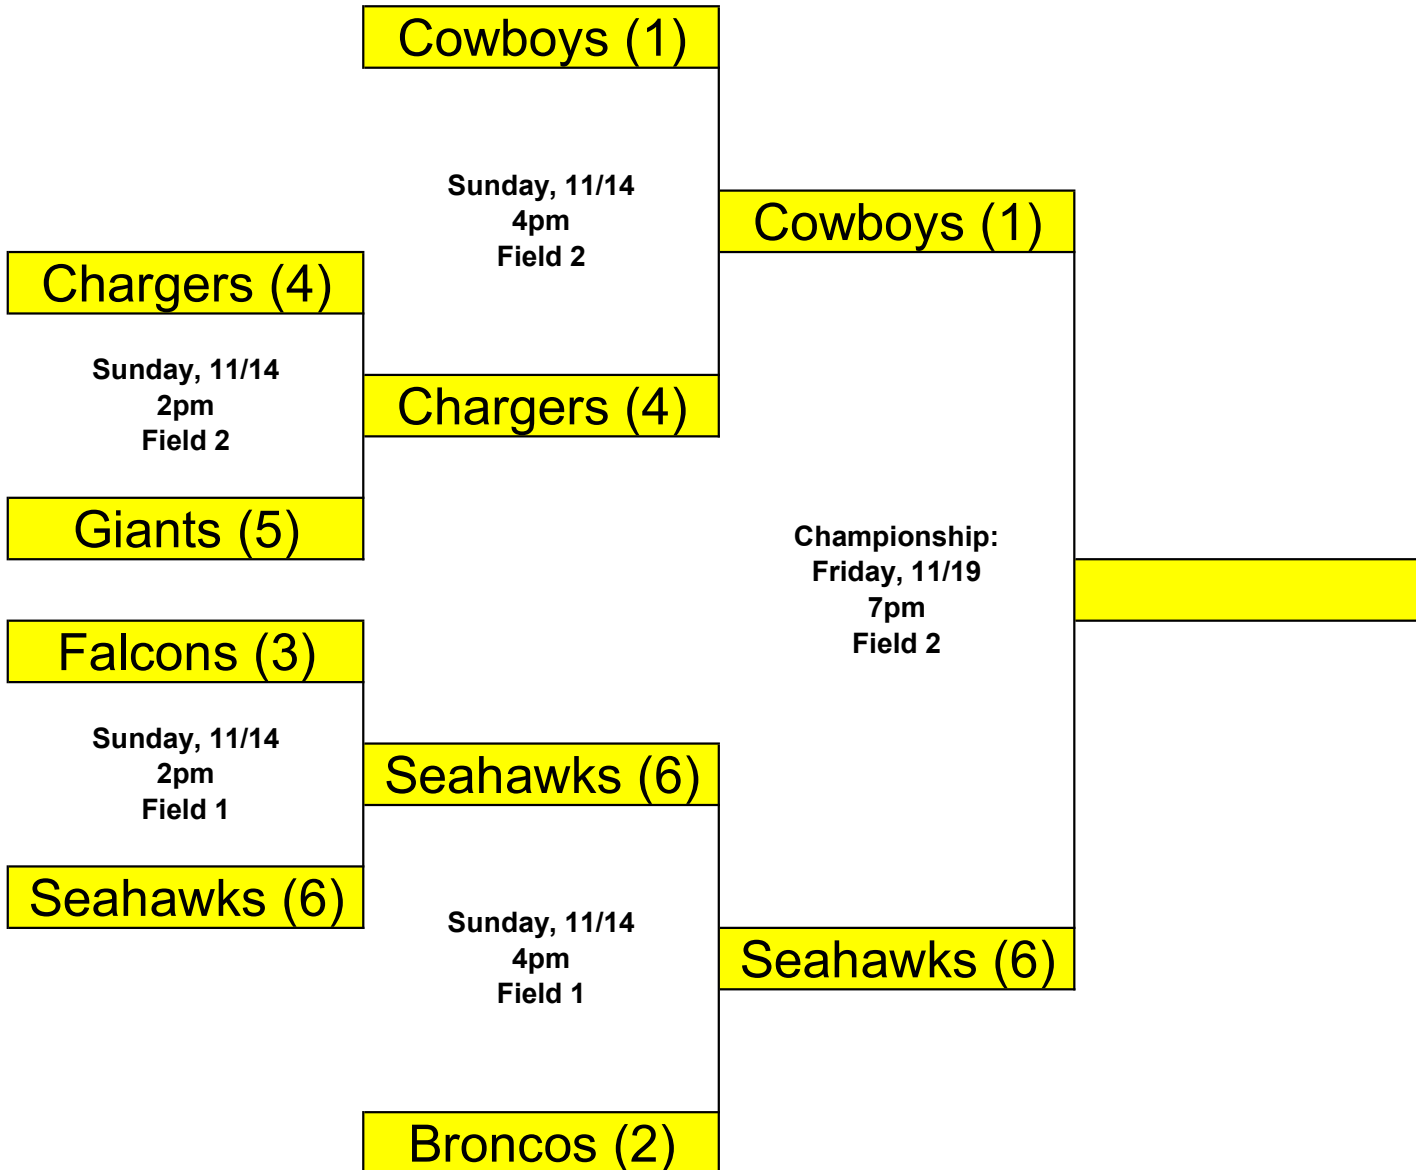 Cowboys (1)
Sunday, 11/14
4pm
Field 2
Cowboys (1)
Chargers (4)
Sunday, 11/14
2pm
Field 2
Chargers (4)
Giants (5)
Championship:
Friday, 11/19
7pm
Field 2
Falcons (3)
Sunday, 11/14
2pm
Field 1
Seahawks (6)
Seahawks (6)
Sunday, 11/14
4pm
Field 1
Seahawks (6)
Broncos (2)